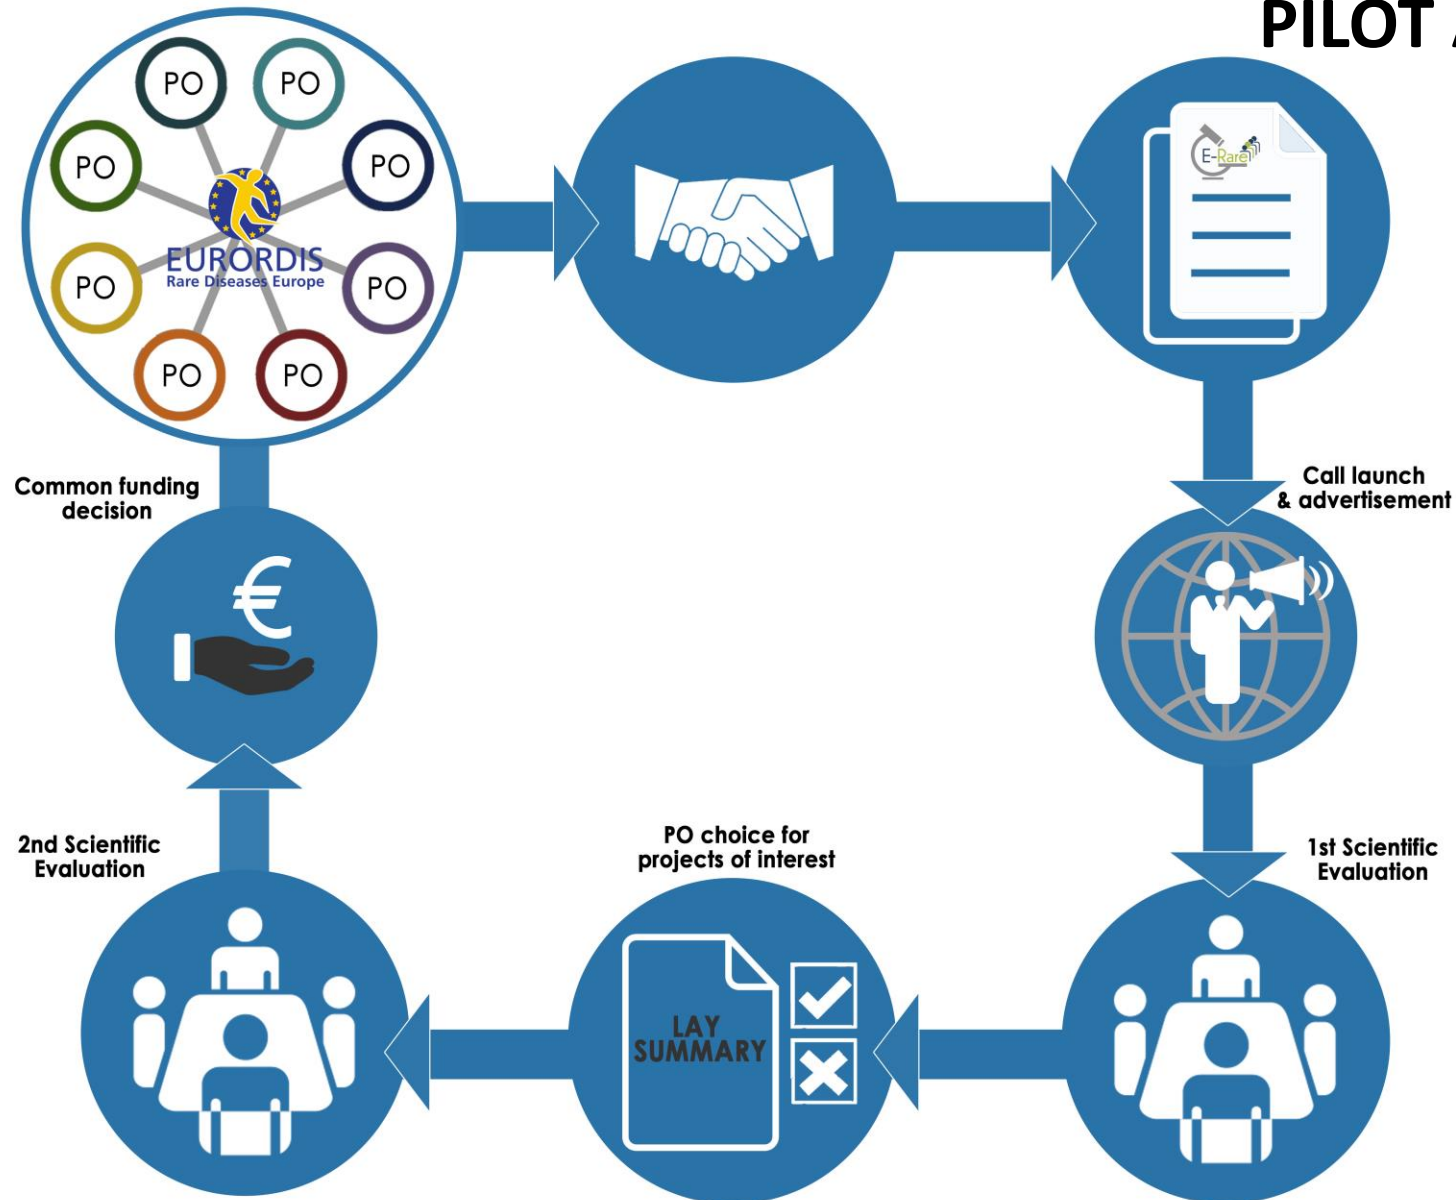 PILOT A
PO
PO
PO
PO
EURORDIS
Rare Diseases Europe
PO
PO
PO
PO
E-Rare
Common funding
decision
€
Call launch
& advertisement
2nd Scientific
Evaluation
PO choice for
projects of interest
1st Scientific
Evaluation
LAY
SUMMARY